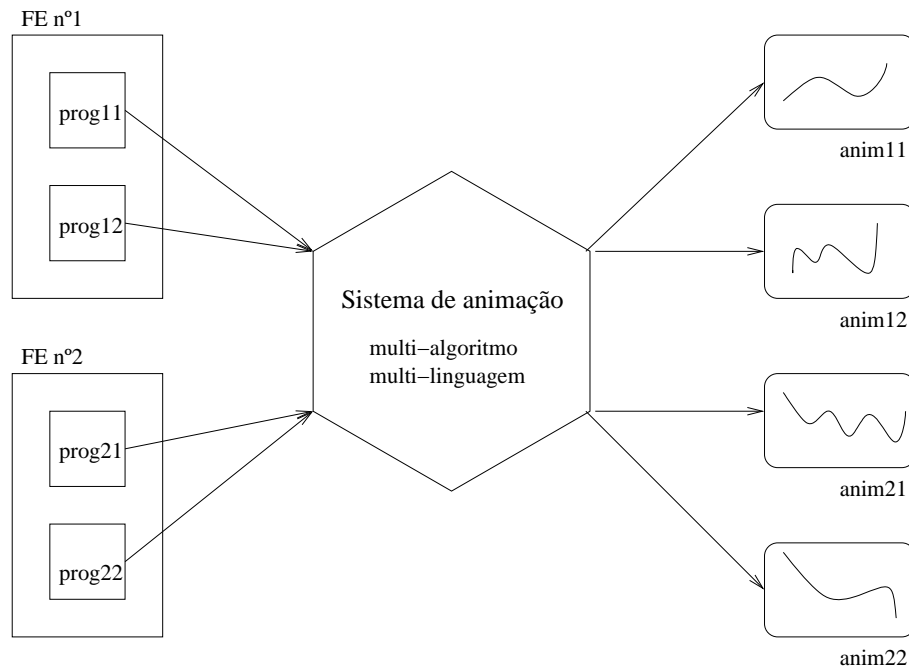 FE nº1
prog11
prog12
FE nº2
prog21
prog22
Sistema de animação
multi−algoritmo
multi−linguagem
anim11
anim12
anim21
anim22